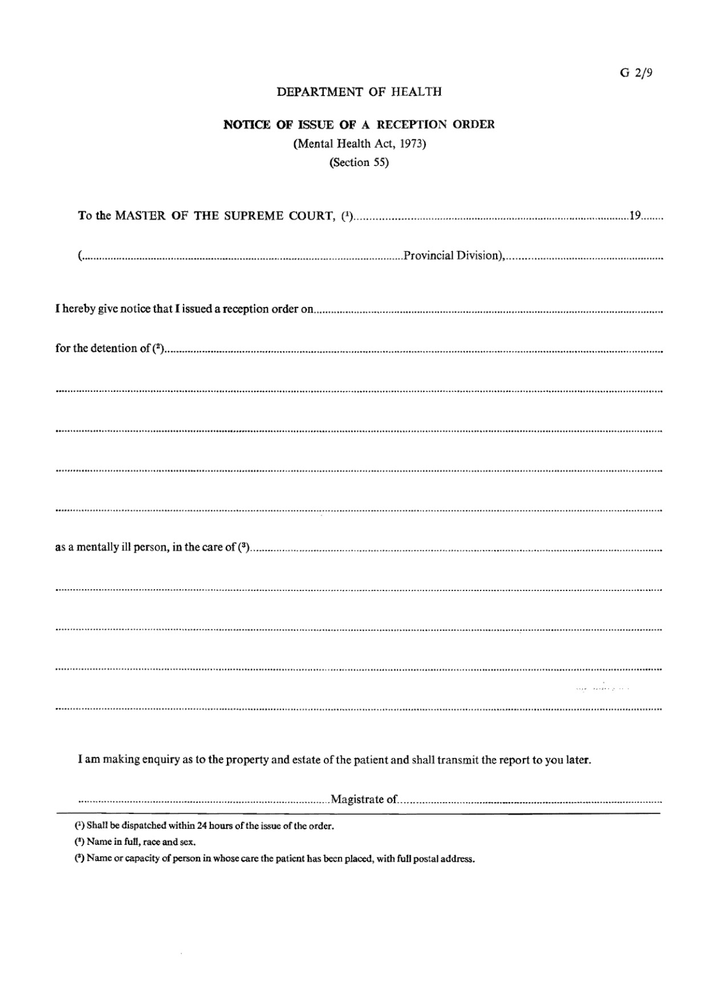 G 2/9
DEPARTMENT OF HEALTH
NOTICE OF ISSUE OF A RECEPTION ORDER
(Mental Health Act, 1973)
(Section 55)
To the MASTER OF THE SUPREME COURT, (¹)..............................19........
(..............................Provincial Division),..............................
I hereby give notice that I issued a reception order on..............................
for the detention of (²)..............................
as a mentally ill person, in the care of (³)..............................
I am making enquiry as to the property and estate of the patient and shall transmit the report to you later.
..............................Magistrate of..............................
(¹) Shall be dispatched within 24 hours of the issue of the order.
(²) Name in full, race and sex.
(³) Name or capacity of person in whose care the patient has been placed, with full postal address.